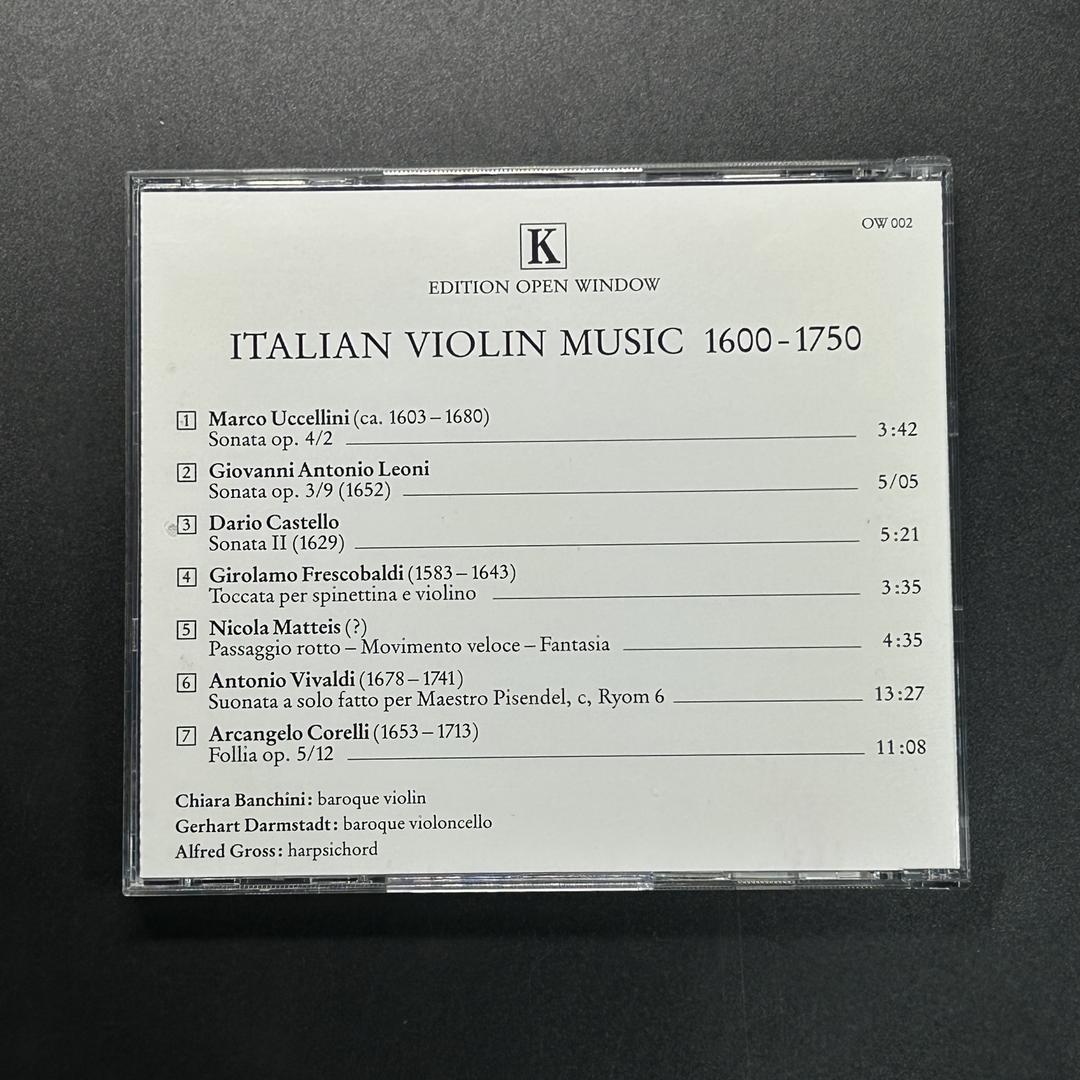 OW 002
K
EDITION OPEN WINDOW
ITALIAN VIOLIN MUSIC 1600-1750
1 Marco Uccellini (ca. 1603 – 1680)
Sonata op. 4/2 3:42
2 Giovanni Antonio Leoni
Sonata op. 3/9 (1652) 5/05
3 Dario Castello
Sonata II (1629) 5:21
4 Girolamo Frescobaldi (1583 – 1643)
Toccata per spinettina e violino 3:35
5 Nicola Matteis (?)
Passaggio rotto – Movimento veloce – Fantasia 4:35
6 Antonio Vivaldi (1678 – 1741)
Suonata a solo fatto per Maestro Pisendel, c, Ryom 6 13:27
7 Arcangelo Corelli (1653 – 1713)
Follia op. 5/12 11:08
Chiara Banchini: baroque violin
Gerhart Darmstadt: baroque violoncello
Alfred Gross: harpsichord